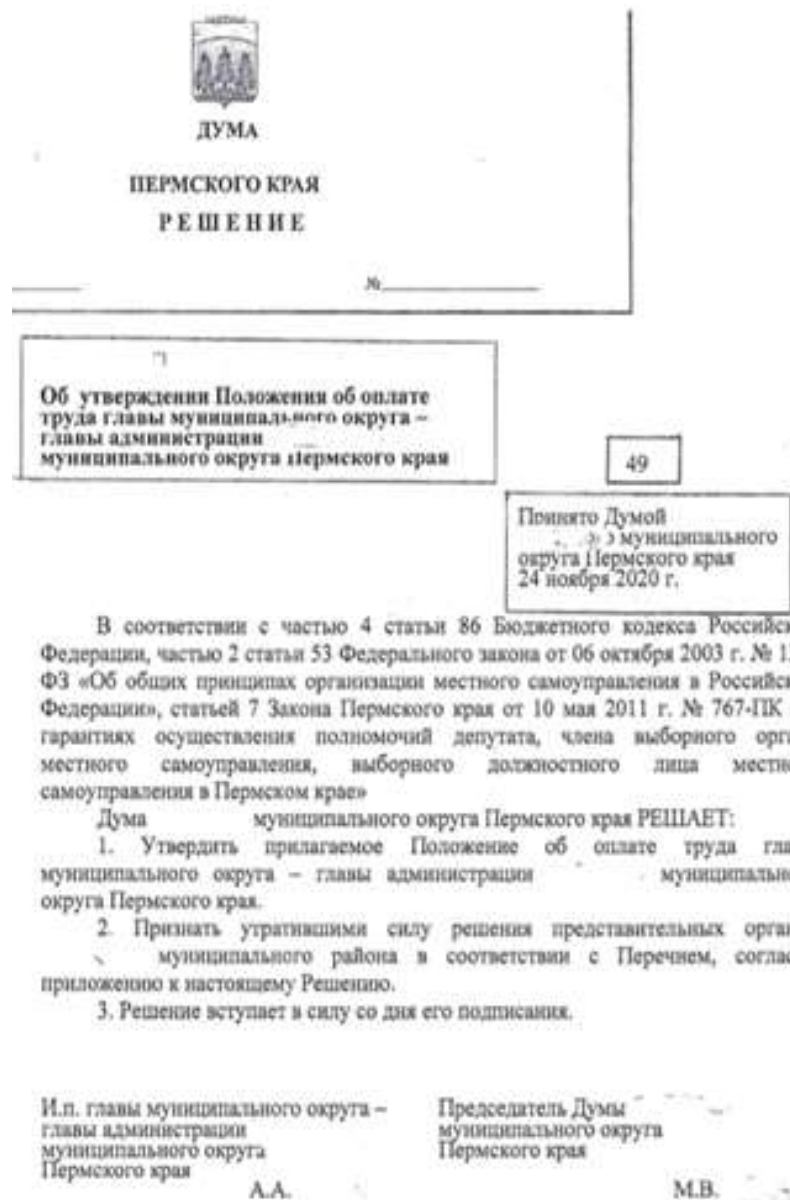 ДУМА
ПЕРМСКОГО КРАЯ
Р Е Ш Е Н И Е
№
Об утверждении Положения об оплате
труда главы муниципального округа –
главы администрации
муниципального округа Пермского края
49
Принято Думой
муниципального
округа Пермского края
24 ноября 2020 г.
В соответствии с частью 4 статьи 86 Бюджетного кодекса Российск
Федерации, частью 2 статьи 53 Федерального закона от 06 октября 2003 г. № 1
ФЗ «Об общих принципах организации местного самоуправления в Российск
Федерации», статьей 7 Закона Пермского края от 10 мая 2011 г. № 767-ПК
гарантиях осуществления полномочий депутата, члена выборного орг
местного самоуправления, выборного должностного лица местн
самоуправления в Пермском крае»
Дума муниципального округа Пермского края РЕШАЕТ:
1. Утвердить прилагаемое Положение об оплате труда гла
муниципального округа – главы администрации муниципальн
округа Пермского края.
2. Признать утратившими силу решения представительных орга
муниципального района в соответствии с Перечнем, соглас
приложению к настоящему Решению.
3. Решение вступает в силу со дня его подписания.
И.п. главы муниципального округа –
главы администрации
муниципального округа
Пермского края
А.А.
Председатель Думы
муниципального округа
Пермского края
М.В.